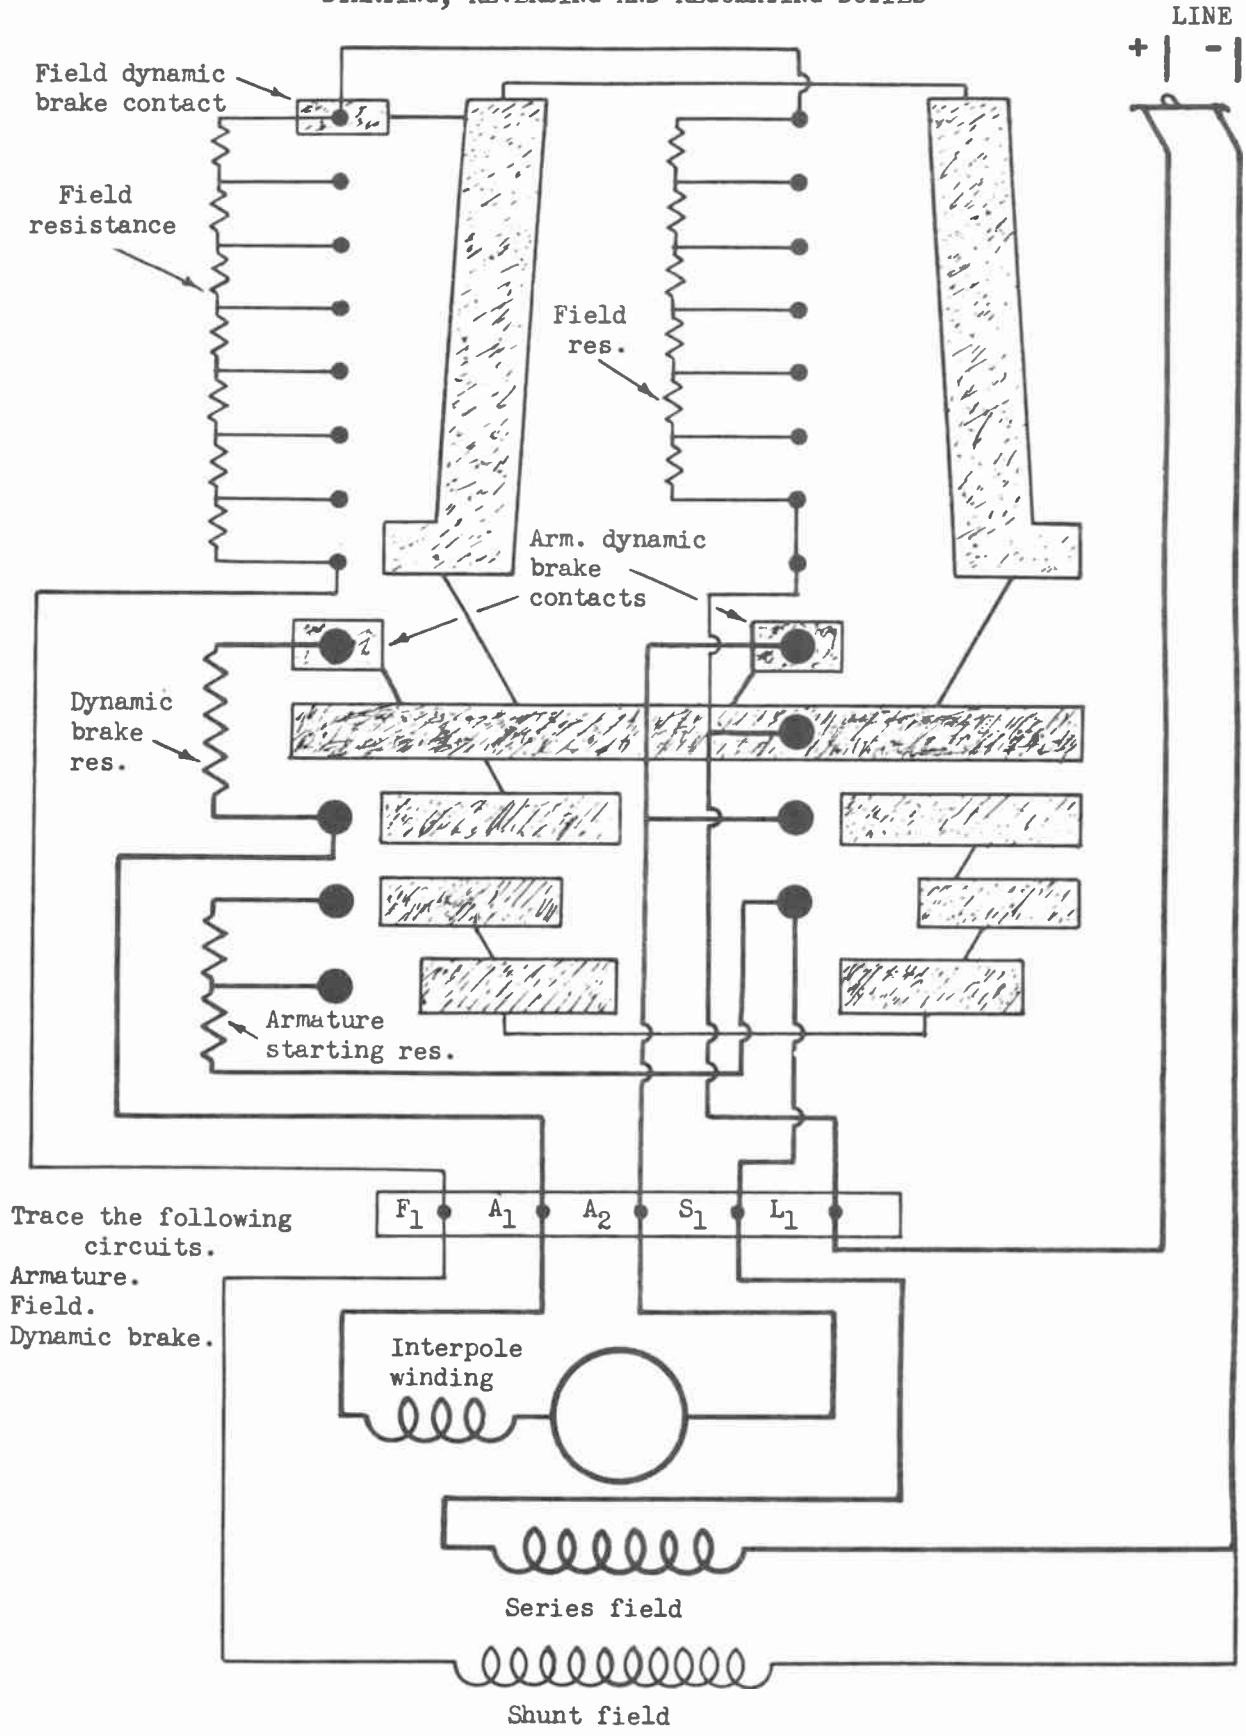 LINE
+ -
Field dynamic
brake contact
Field
resistance
Field
res.
Arm. dynamic
brake
contacts
Dynamic
brake
res.
Armature
starting res.
F1 A1 A2 S1 L1
Trace the following
circuits.
Armature.
Field.
Dynamic brake.
Interpole
winding
Series field
Shunt field